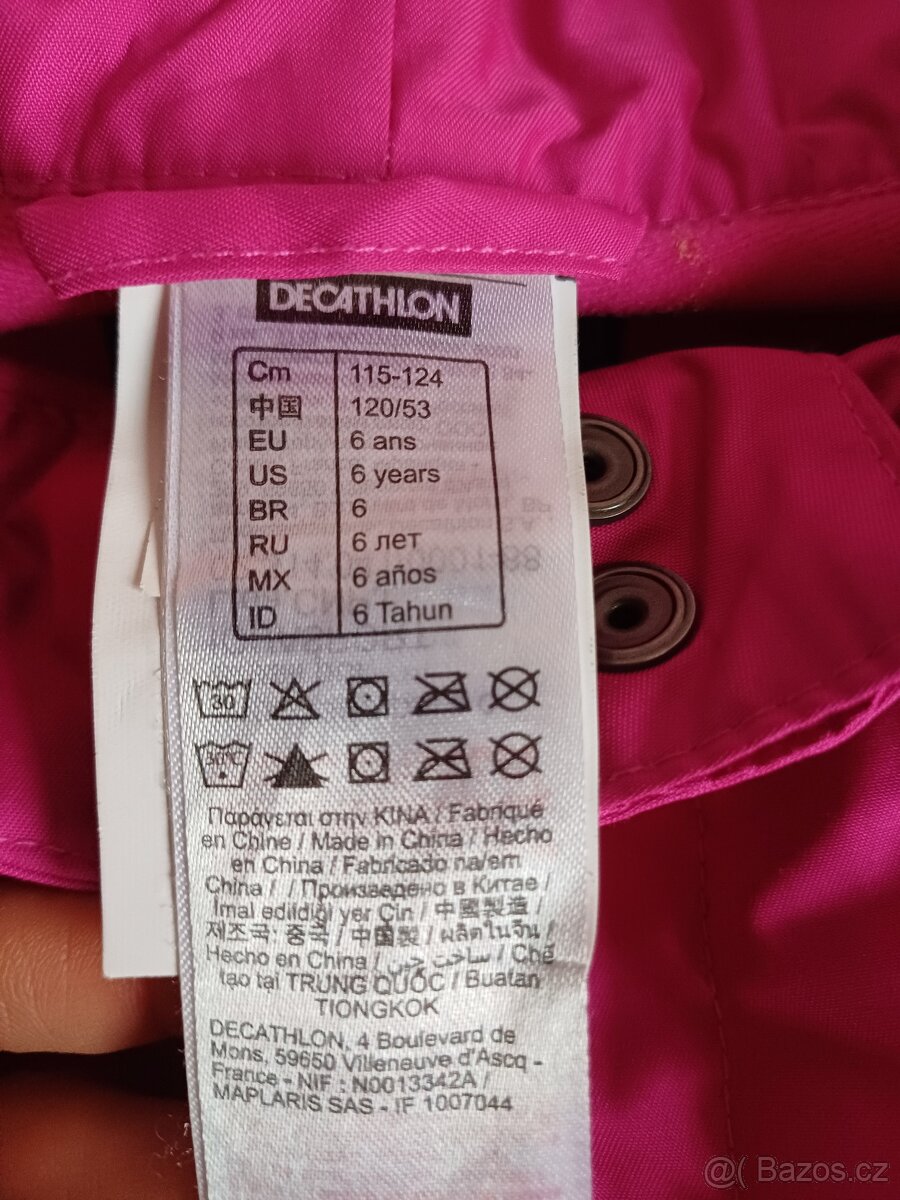 DECATHLON
Cm 115-124
中国 120/53
EU 6 ans
US 6 years
BR 6
RU 6 лет
MX 6 años
ID 6 Tahun
30
30°C
Παράγεται στην ΚΙΝΑ / Fabriqué
en Chine / Made in China / Hecho
en China / Fabricado na/em
China / / Произведено в Китае /
İmal edildiği yer Çin / 中國製造 /
제조국: 중국 / 中国製 / ผลิตในจีน /
Hecho en China / ساخت چین / Chế
tạo tại TRUNG QUỐC / Buatan
TIONGKOK
DECATHLON, 4 Boulevard de
Mons, 59650 Villeneuve d'Ascq -
France - NIF : N0013342A /
MAPLARIS SAS - IF 1007044
@( Bazos.cz